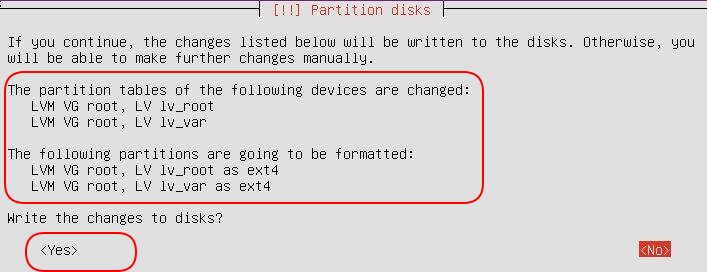 [!!] Partition disks
If you continue, the changes listed below will be written to the disks. Otherwise, you
will be able to make further changes manually.
The partition tables of the following devices are changed:
LVM VG root, LV lv_root
LVM VG root, LV lv_var
The following partitions are going to be formatted:
LVM VG root, LV lv_root as ext4
LVM VG root, LV lv_var as ext4
Write the changes to disks?
<Yes> <No>